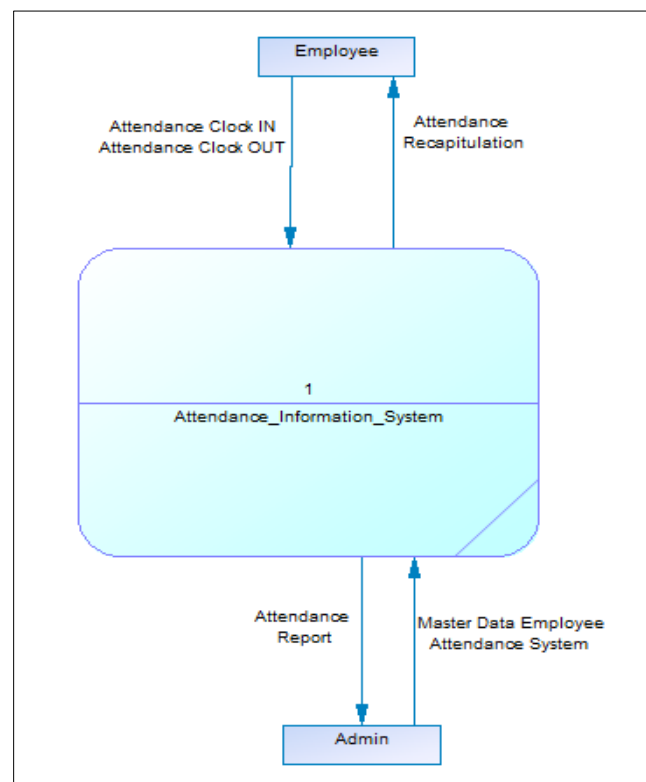 Employee
Attendance Clock IN
Attendance Clock OUT
Attendance
Recapitulation
1
Attendance_Information_System
Attendance
Report
Master Data Employee
Attendance System
Admin